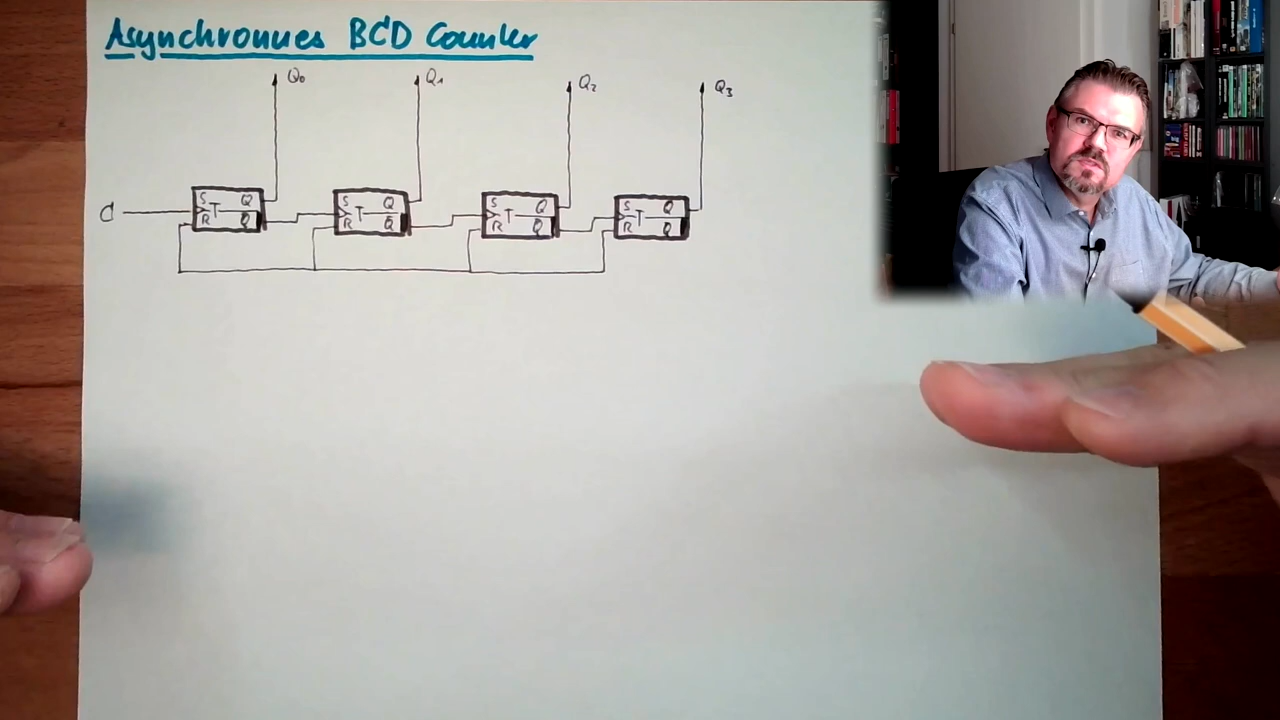 Asynchronues BCD Counter
Q0 Q1 Q2 Q3
S Q S Q S Q S Q
C T T T T
R Q̅ R Q̅ R Q̅ R Q̅